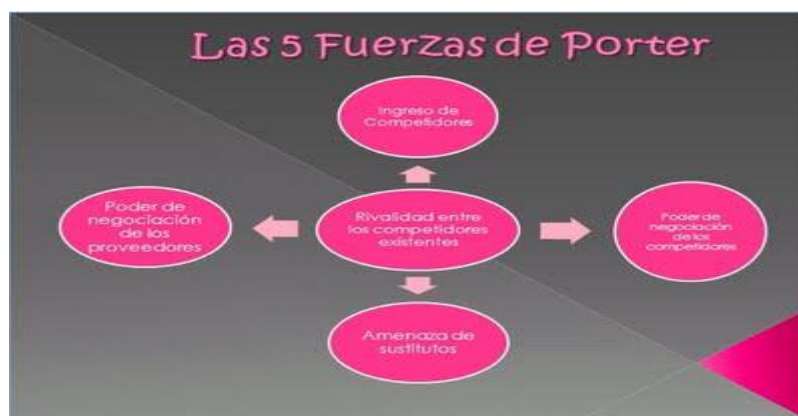 Las 5 Fuerzas de Porter
Ingreso de
Competidores
Poder de
negociación
de los
proveedores
Rivalidad entre
los competidores
existentes
Poder de
negociación
de los
competidores
Amenaza de
sustitutos